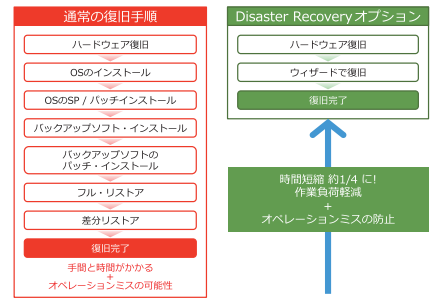 通常の復旧手順
ハードウェア復旧
OSのインストール
OSのSP / パッチインストール
バックアップソフト・インストール
バックアップソフトの
パッチ・インストール
フル・リストア
差分リストア
復旧完了
手間と時間がかかる
+
オペレーションミスの可能性
Disaster Recoveryオプション
ハードウェア復旧
ウィザードで復旧
復旧完了
時間短縮 約1/4 に!
作業負荷軽減
+
オペレーションミスの防止